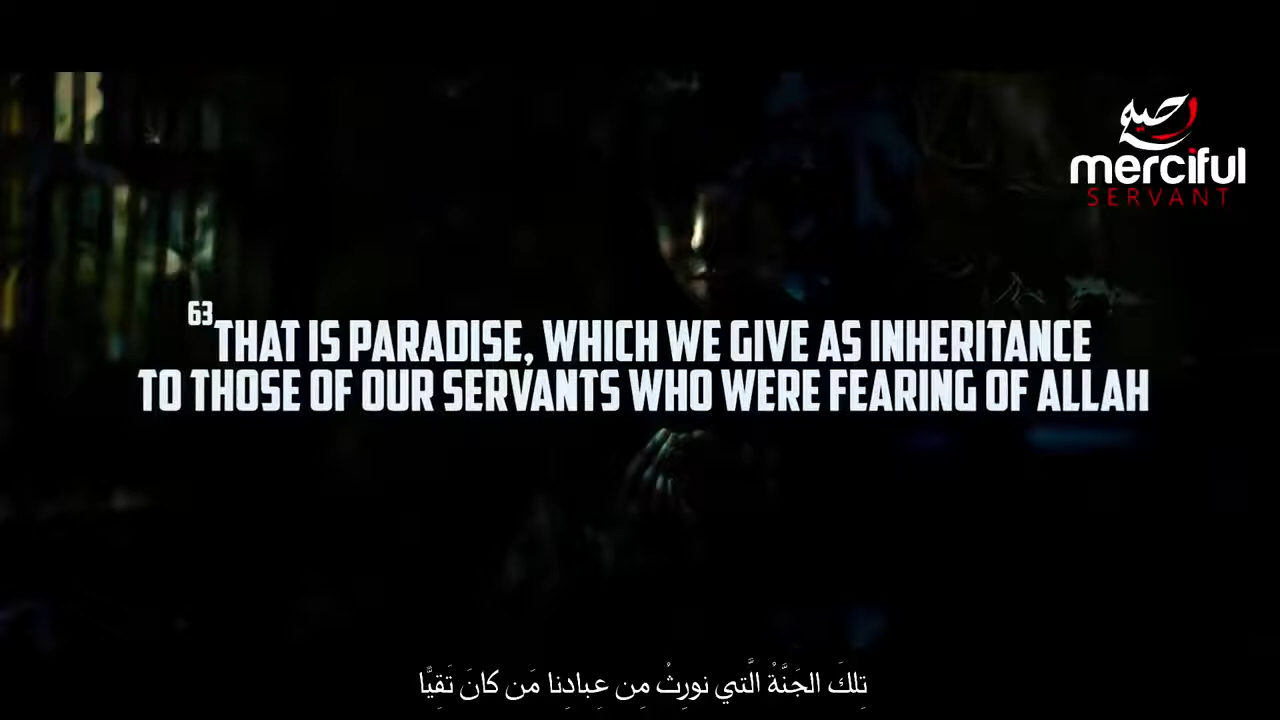 رحيم
merciful
SERVANT
63 THAT IS PARADISE, WHICH WE GIVE AS INHERITANCE
TO THOSE OF OUR SERVANTS WHO WERE FEARING OF ALLAH
تِلكَ الجَنَّةُ الَّتي نورِثُ مِن عِبادِنا مَن كانَ تَقِيًّا